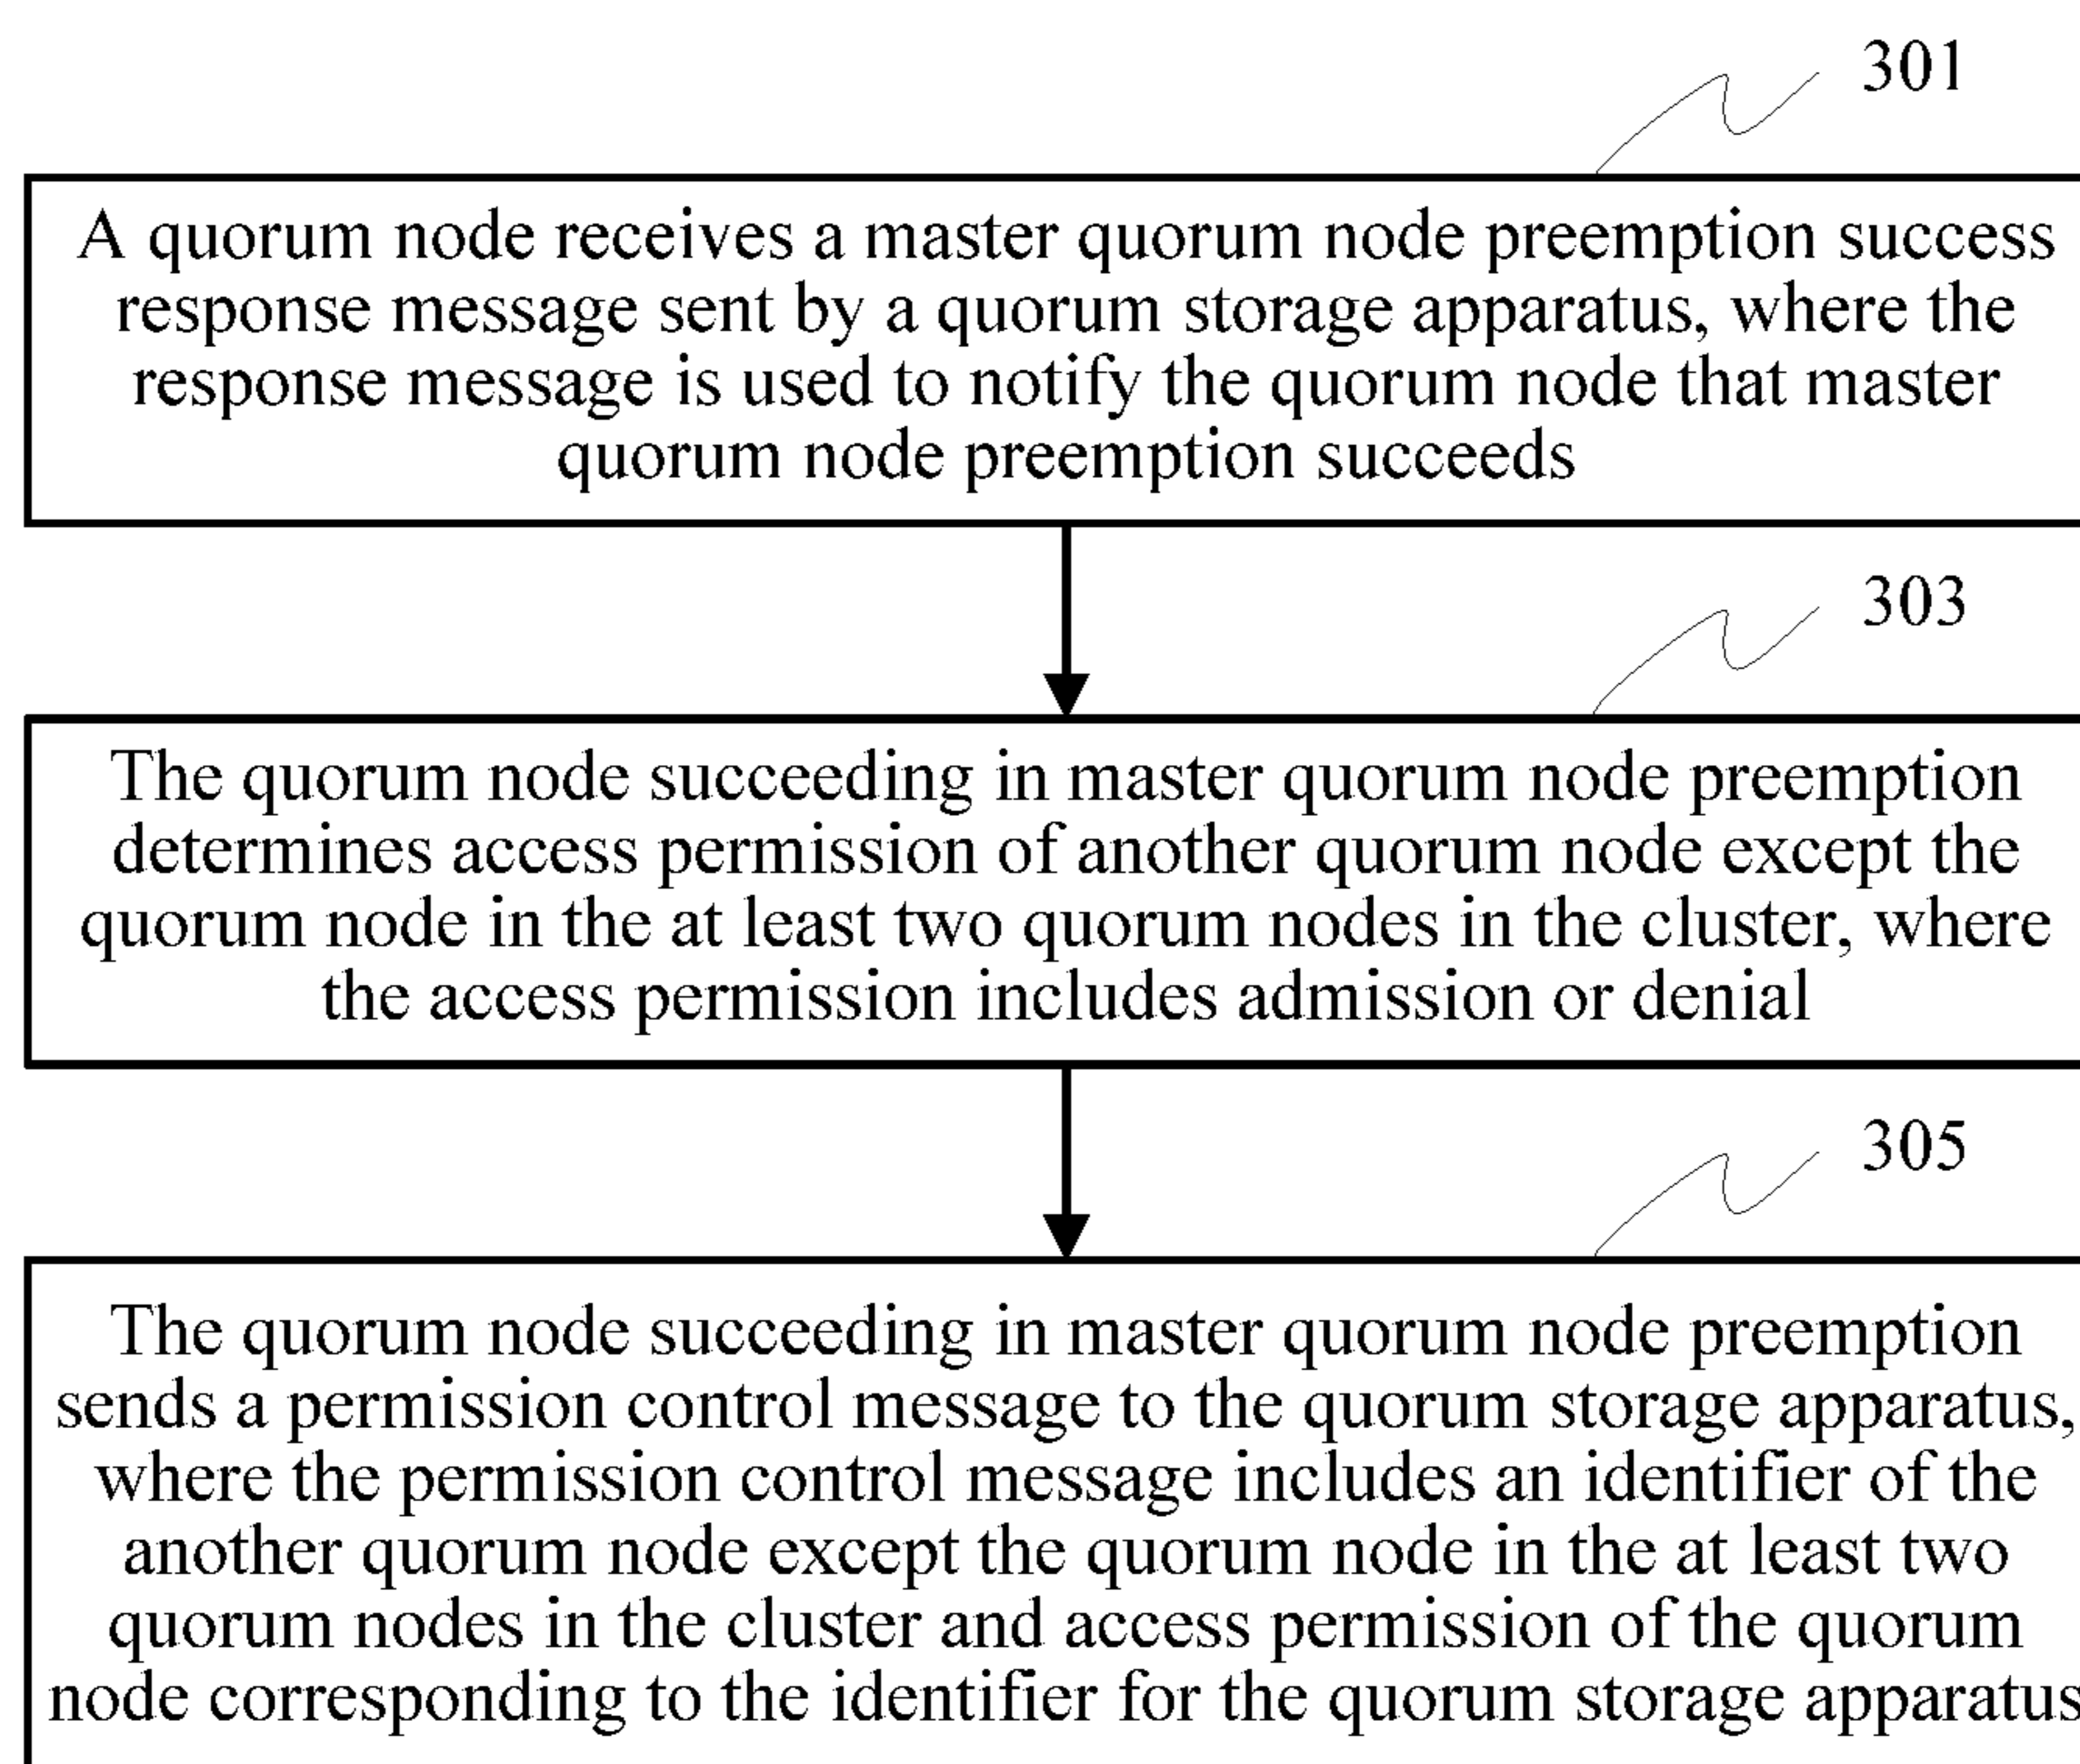 301
A quorum node receives a master quorum node preemption success
response message sent by a quorum storage apparatus, where the
response message is used to notify the quorum node that master
quorum node preemption succeeds
303
The quorum node succeeding in master quorum node preemption
determines access permission of another quorum node except the
quorum node in the at least two quorum nodes in the cluster, where
the access permission includes admission or denial
305
The quorum node succeeding in master quorum node preemption
sends a permission control message to the quorum storage apparatus,
where the permission control message includes an identifier of the
another quorum node except the quorum node in the at least two
quorum nodes in the cluster and access permission of the quorum
node corresponding to the identifier for the quorum storage apparatus